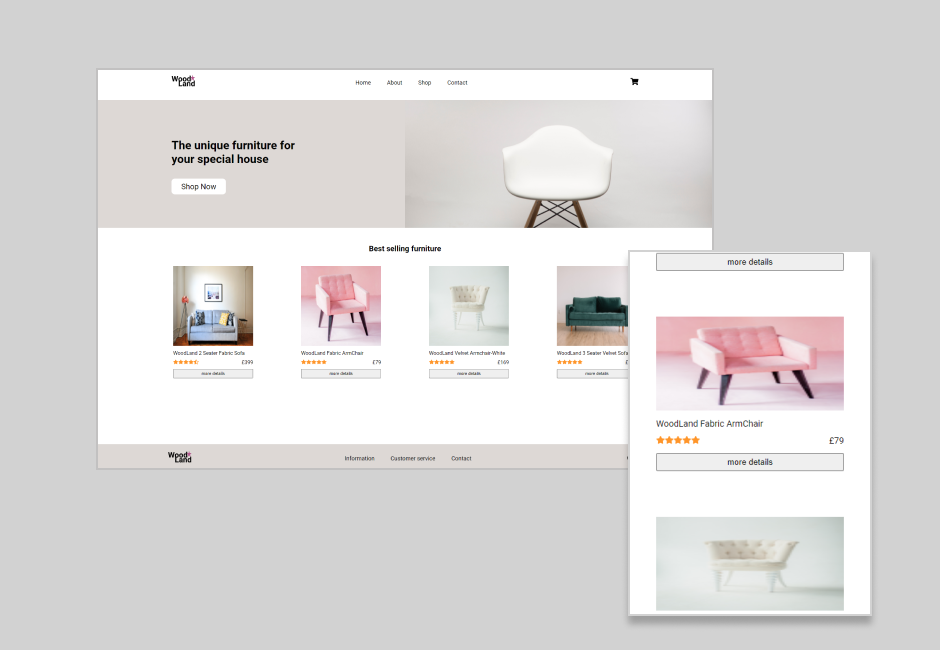 Wood
Land
Home About Shop Contact
The unique furniture for
your special house
Shop Now
Best selling furniture
WoodLand 2 Seater Fabric Sofa
£399
more details
WoodLand Fabric ArmChair
£79
more details
WoodLand Velvet Armchair-White
£169
more details
WoodLand 3 Seater Velvet Sofa
£
more details
Wood
Land
Information Customer service Contact
more details
WoodLand Fabric ArmChair
£79
more details